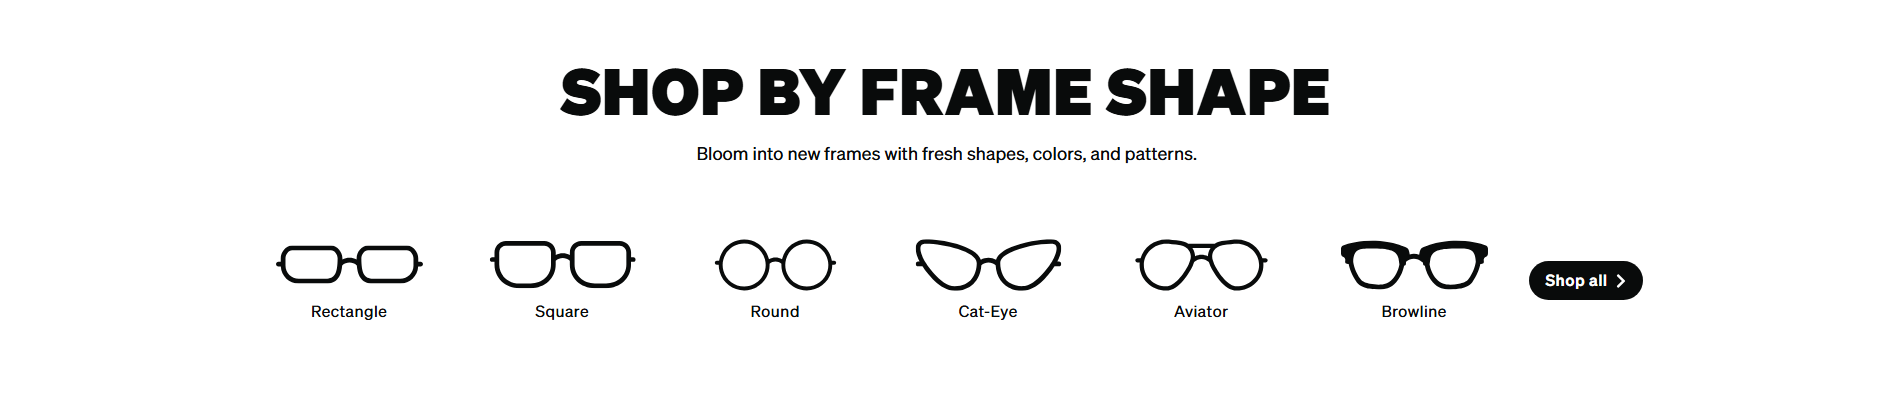 SHOP BY FRAME SHAPE
Bloom into new frames with fresh shapes, colors, and patterns.
Rectangle
Square
Round
Cat-Eye
Aviator
Browline
Shop all